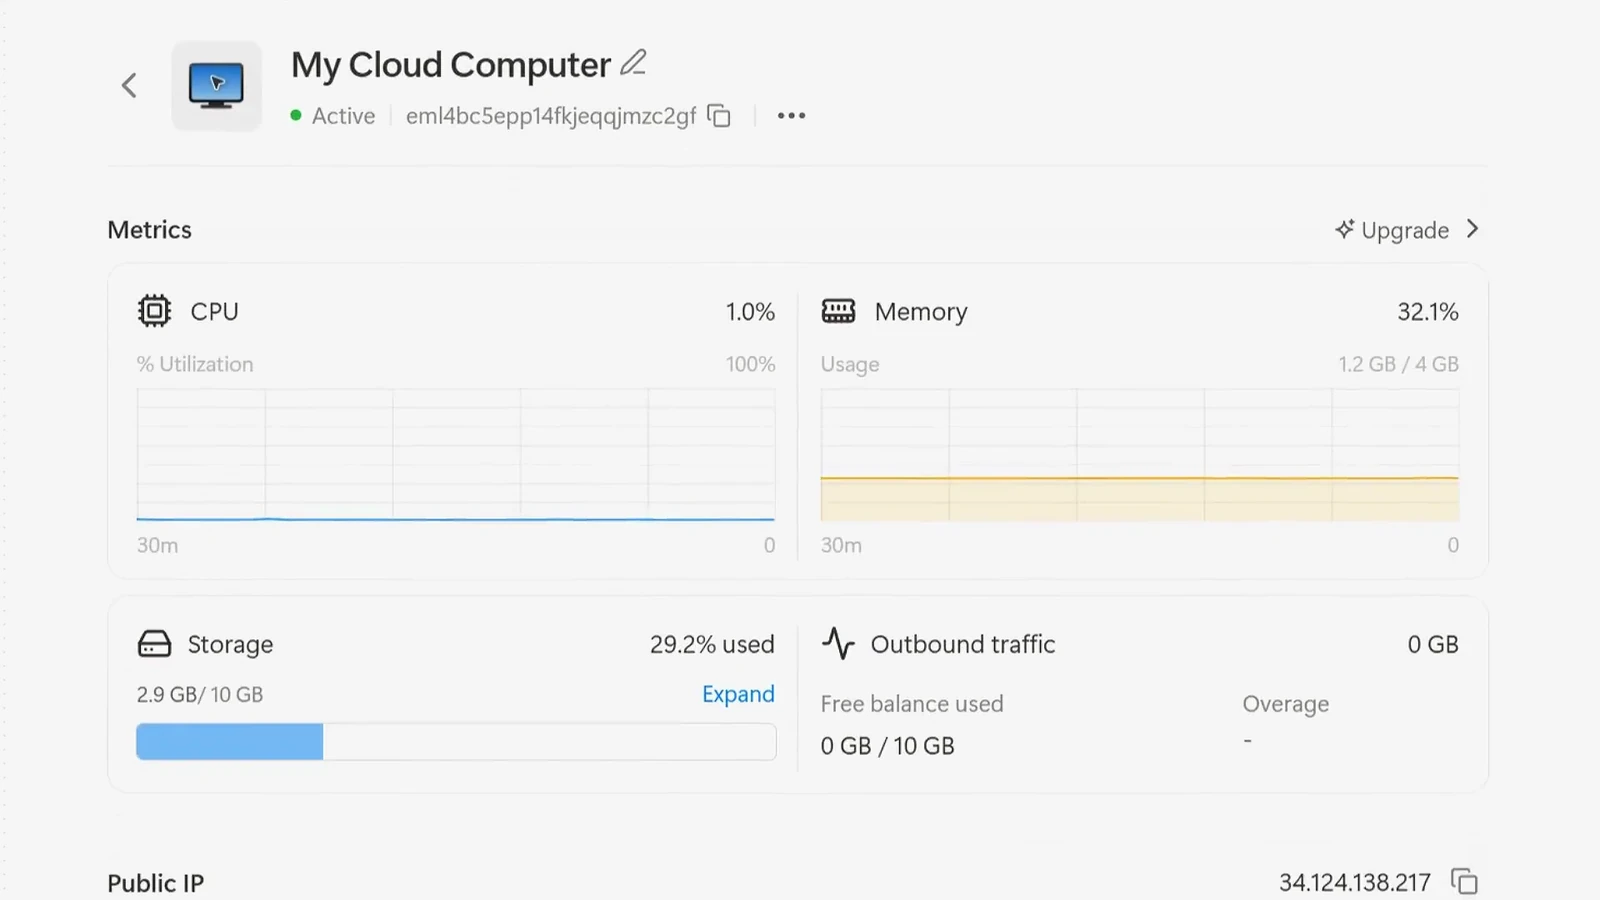 My Cloud Computer
Active eml4bc5epp14fkjeqqjmzc2gf
Metrics
Upgrade
CPU 1.0%
% Utilization 100%
30m 0
Memory 32.1%
Usage 1.2 GB / 4 GB
30m 0
Storage 29.2% used
2.9 GB/ 10 GB Expand
Outbound traffic 0 GB
Free balance used Overage
0 GB / 10 GB -
Public IP 34.124.138.217